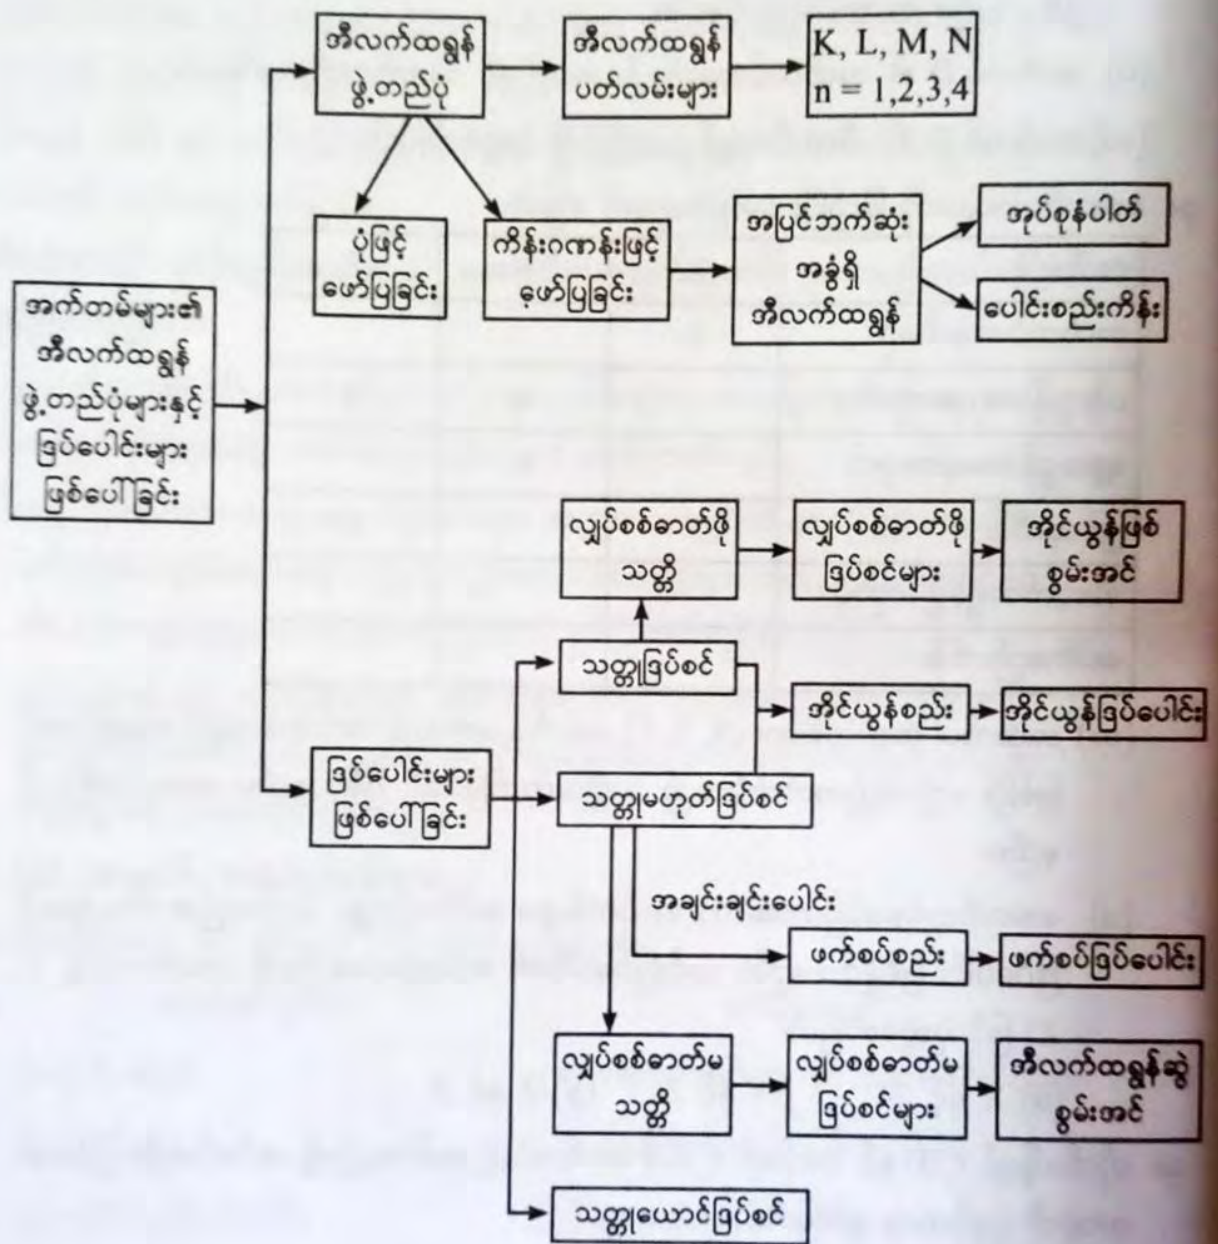 အီလက်ထရွန်
ဖွဲ့တည်ပုံ
အီလက်ထရွန်
ပတ်လမ်းများ
K, L, M, N
n = 1,2,3,4
ပုံဖြင့်
ဖော်ပြခြင်း
ကိန်းဂဏန်းဖြင့်
ဖော်ပြခြင်း
အပြင်ဘက်ဆုံး
အခွံရှိ
အီလက်ထရွန်
အုပ်စုနံပါတ်
ပေါင်းစည်းကိန်း
အက်တမ်များ၏
အီလက်ထရွန်
ဖွဲ့တည်ပုံများနှင့်
ဒြပ်ပေါင်းများ
ဖြစ်ပေါ်ခြင်း
လျှပ်စစ်ဓာတ်ဖို
သတ္တိ
လျှပ်စစ်ဓာတ်ဖို
ဒြပ်စင်များ
အိုင်ယွန်ဖြစ်
စွမ်းအင်
သတ္တုဒြပ်စင်
အိုင်ယွန်စည်း
အိုင်ယွန်ဒြပ်ပေါင်း
ဒြပ်ပေါင်းများ
ဖြစ်ပေါ်ခြင်း
သတ္တုမဟုတ်ဒြပ်စင်
အချင်းချင်းပေါင်း
ဖက်စပ်စည်း
ဖက်စပ်ဒြပ်ပေါင်း
လျှပ်စစ်ဓာတ်မ
သတ္တိ
လျှပ်စစ်ဓာတ်မ
ဒြပ်စင်များ
အီလက်ထရွန်ဆွဲ
စွမ်းအင်
သတ္တုယောင်ဒြပ်စင်